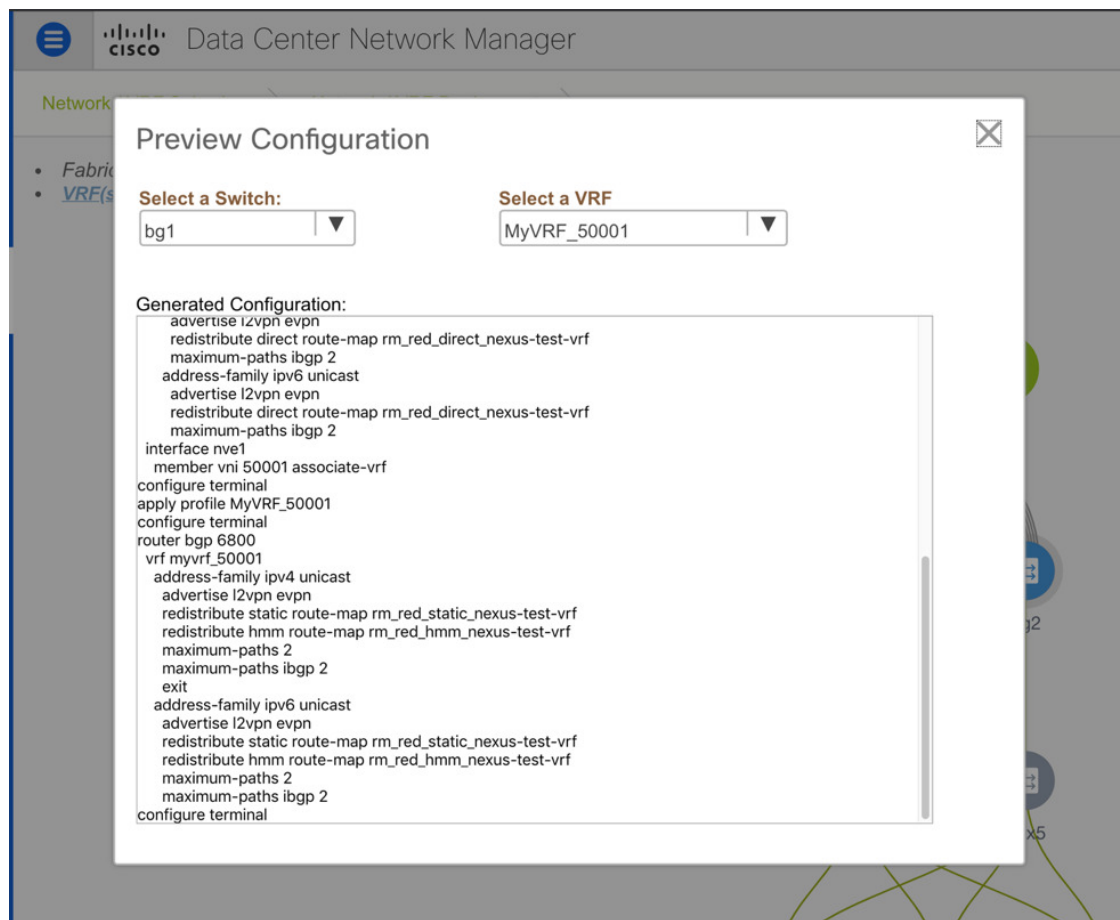 CISCO Data Center Network Manager
Network
Preview Configuration
Fabric
VRF(s
Select a Switch: Select a VRF
bg1 MyVRF_50001
Generated Configuration:
advertise l2vpn evpn
redistribute direct route-map rm_red_direct_nexus-test-vrf
maximum-paths ibgp 2
address-family ipv6 unicast
advertise l2vpn evpn
redistribute direct route-map rm_red_direct_nexus-test-vrf
maximum-paths ibgp 2
interface nve1
member vni 50001 associate-vrf
configure terminal
apply profile MyVRF_50001
configure terminal
router bgp 6800
vrf myvrf_50001
address-family ipv4 unicast
advertise l2vpn evpn
redistribute static route-map rm_red_static_nexus-test-vrf
redistribute hmm route-map rm_red_hmm_nexus-test-vrf
maximum-paths 2
maximum-paths ibgp 2
exit
address-family ipv6 unicast
advertise l2vpn evpn
redistribute static route-map rm_red_static_nexus-test-vrf
redistribute hmm route-map rm_red_hmm_nexus-test-vrf
maximum-paths 2
maximum-paths ibgp 2
configure terminal
g2
x5